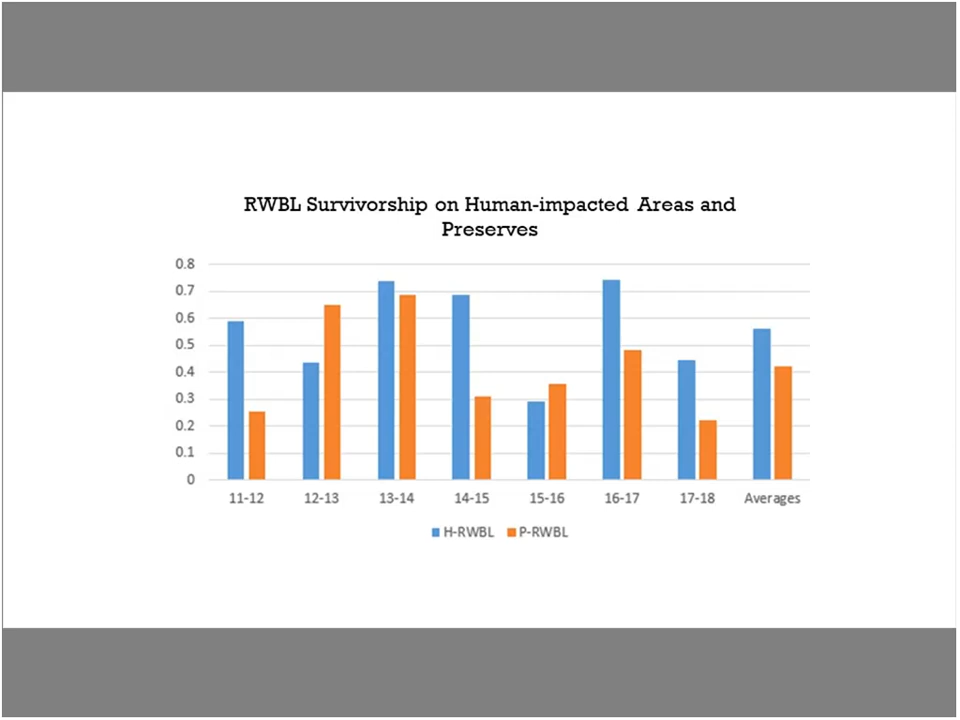 RWBL Survivorship on Human-impacted Areas and
Preserves
0.8
0.7
0.6
0.5
0.4
0.3
0.2
0.1
0
11-12 12-13 13-14 14-15 15-16 16-17 17-18 Averages
H-RWBL P-RWBL